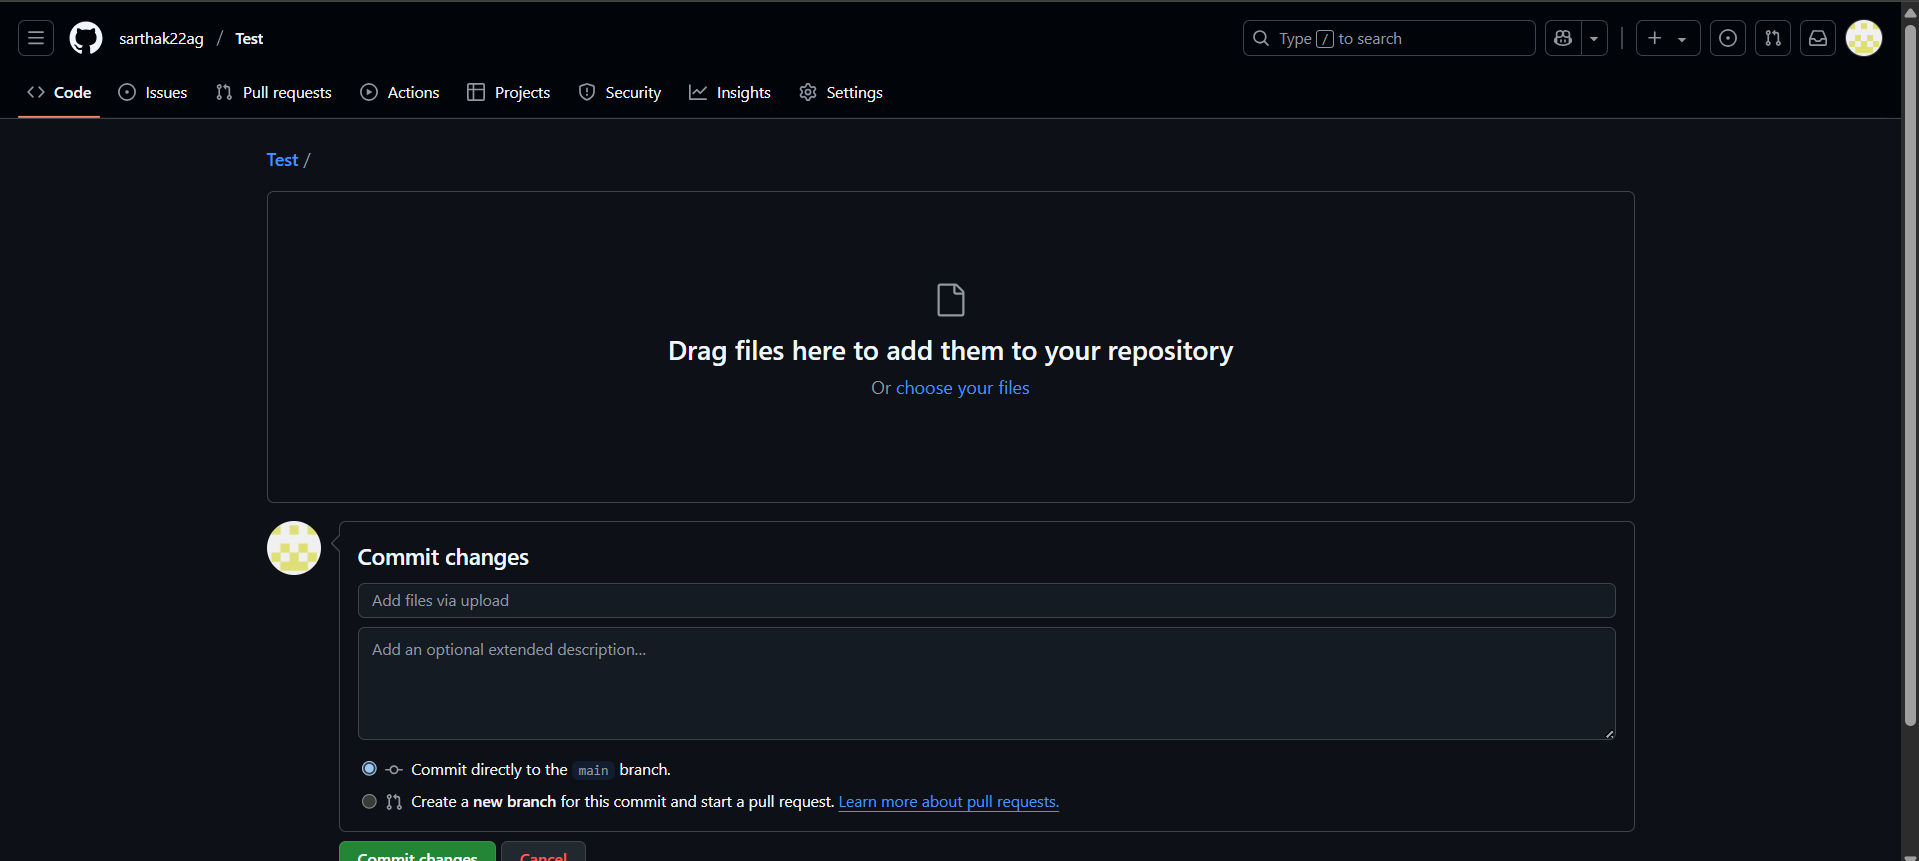 sarthak22ag / Test
Type / to search
Code Issues Pull requests Actions Projects Security Insights Settings
Test /
Drag files here to add them to your repository
Or choose your files
Commit changes
Add files via upload
Add an optional extended description...
Commit directly to the main branch.
Create a new branch for this commit and start a pull request. Learn more about pull requests.
Commit changes Cancel